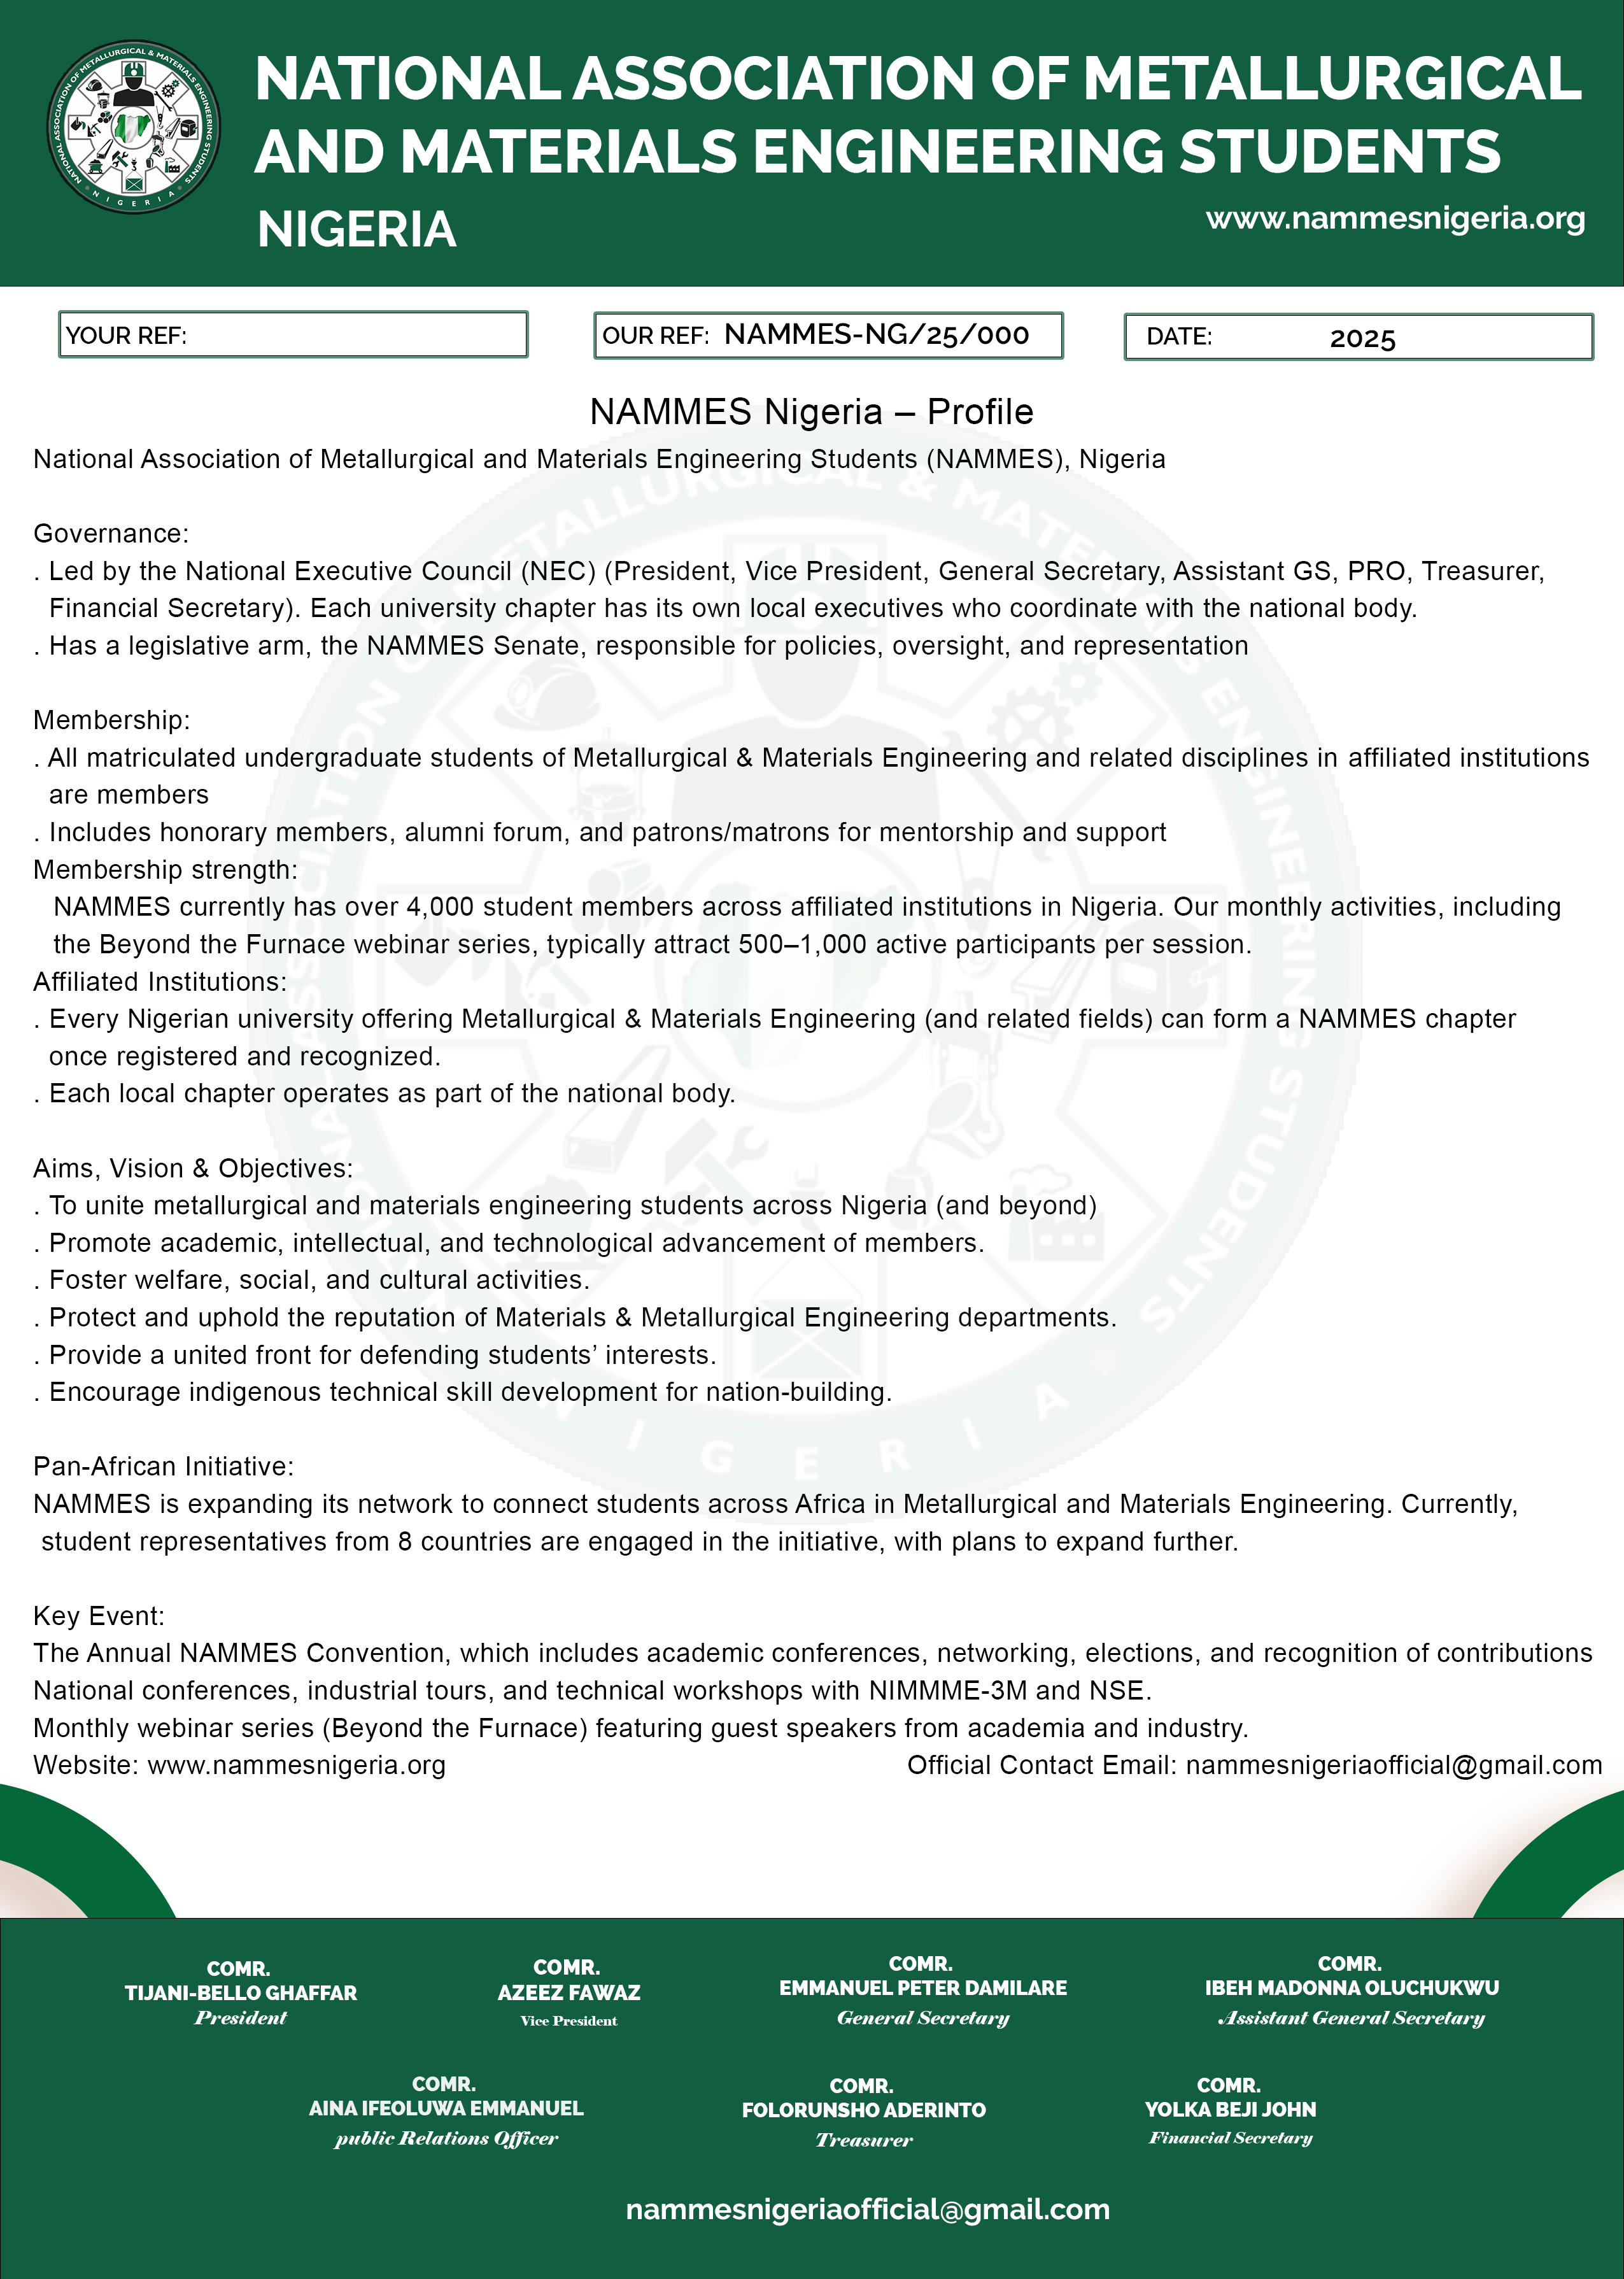 NATIONAL ASSOCIATION OF METALLURGICAL & MATERIALS ENGINEERING STUDENTS
* NIGERIA *
NATIONAL ASSOCIATION OF METALLURGICAL
AND MATERIALS ENGINEERING STUDENTS
NIGERIA
www.nammesnigeria.org
YOUR REF:
OUR REF: NAMMES-NG/25/000
DATE: 2025
NAMMES Nigeria – Profile
National Association of Metallurgical and Materials Engineering Students (NAMMES), Nigeria
Governance:
. Led by the National Executive Council (NEC) (President, Vice President, General Secretary, Assistant GS, PRO, Treasurer,
Financial Secretary). Each university chapter has its own local executives who coordinate with the national body.
. Has a legislative arm, the NAMMES Senate, responsible for policies, oversight, and representation
Membership:
. All matriculated undergraduate students of Metallurgical & Materials Engineering and related disciplines in affiliated institutions
are members
. Includes honorary members, alumni forum, and patrons/matrons for mentorship and support
Membership strength:
NAMMES currently has over 4,000 student members across affiliated institutions in Nigeria. Our monthly activities, including
the Beyond the Furnace webinar series, typically attract 500–1,000 active participants per session.
Affiliated Institutions:
. Every Nigerian university offering Metallurgical & Materials Engineering (and related fields) can form a NAMMES chapter
once registered and recognized.
. Each local chapter operates as part of the national body.
Aims, Vision & Objectives:
. To unite metallurgical and materials engineering students across Nigeria (and beyond)
. Promote academic, intellectual, and technological advancement of members.
. Foster welfare, social, and cultural activities.
. Protect and uphold the reputation of Materials & Metallurgical Engineering departments.
. Provide a united front for defending students’ interests.
. Encourage indigenous technical skill development for nation-building.
Pan-African Initiative:
NAMMES is expanding its network to connect students across Africa in Metallurgical and Materials Engineering. Currently,
student representatives from 8 countries are engaged in the initiative, with plans to expand further.
Key Event:
The Annual NAMMES Convention, which includes academic conferences, networking, elections, and recognition of contributions
National conferences, industrial tours, and technical workshops with NIMMME-3M and NSE.
Monthly webinar series (Beyond the Furnace) featuring guest speakers from academia and industry.
Website: www.nammesnigeria.org
Official Contact Email: nammesnigeriaofficial@gmail.com
COMR.
TIJANI-BELLO GHAFFAR
President
COMR.
AZEEZ FAWAZ
Vice President
COMR.
EMMANUEL PETER DAMILARE
General Secretary
COMR.
IBEH MADONNA OLUCHUKWU
Assistant General Secretary
COMR.
AINA IFEOLUWA EMMANUEL
public Relations Officer
COMR.
FOLORUNSHO ADERINTO
Treasurer
COMR.
YOLKA BEJI JOHN
Financial Secretary
nammesnigeriaofficial@gmail.com